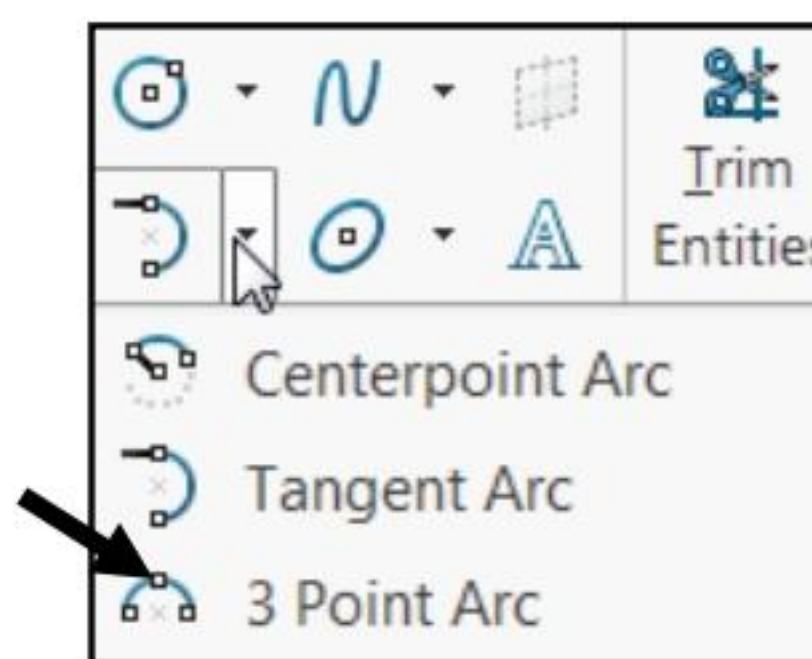 Trim
Entities
Centerpoint Arc
Tangent Arc
3 Point Arc